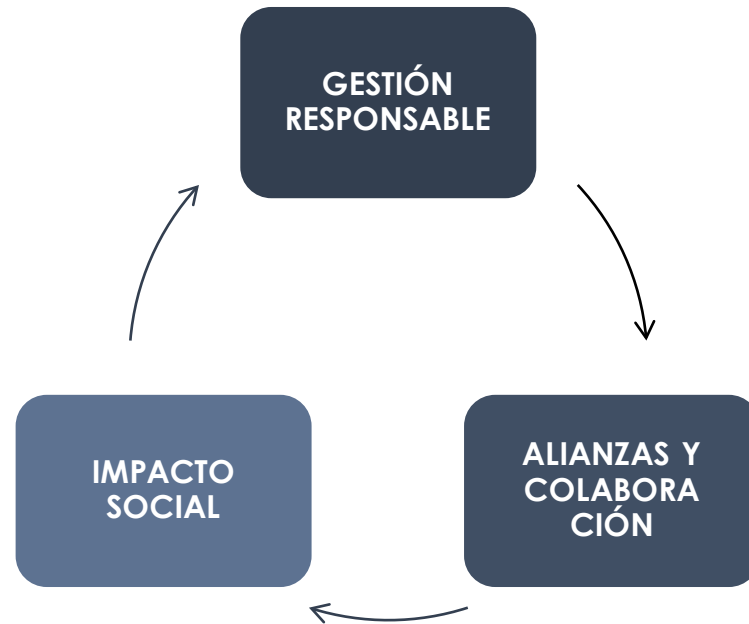 GESTIÓN
RESPONSABLE
ALIANZAS Y
COLABORA
CIÓN
IMPACTO
SOCIAL